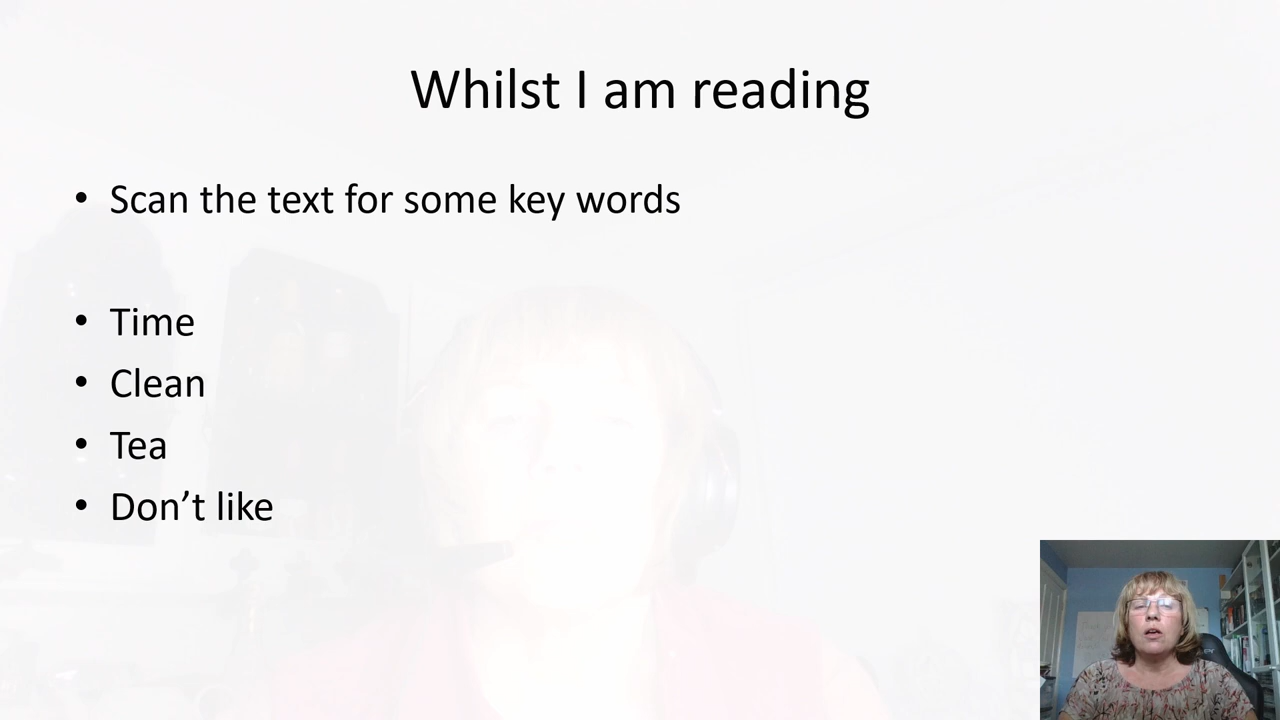 Whilst I am reading
• Scan the text for some key words
• Time
• Clean
• Tea
• Don’t like